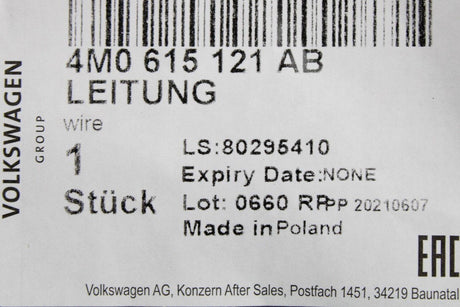 4M0 615 121 AB
LEITUNG
wire
1
Stück
LS:80295410
Expiry Date:NONE
Lot: 0660 RPPP 20210607
Made in Poland
VOLKSWAGEN
GROUP
EAC
Volkswagen AG, Konzern After Sales, Postfach 1451, 34219 Baunatal